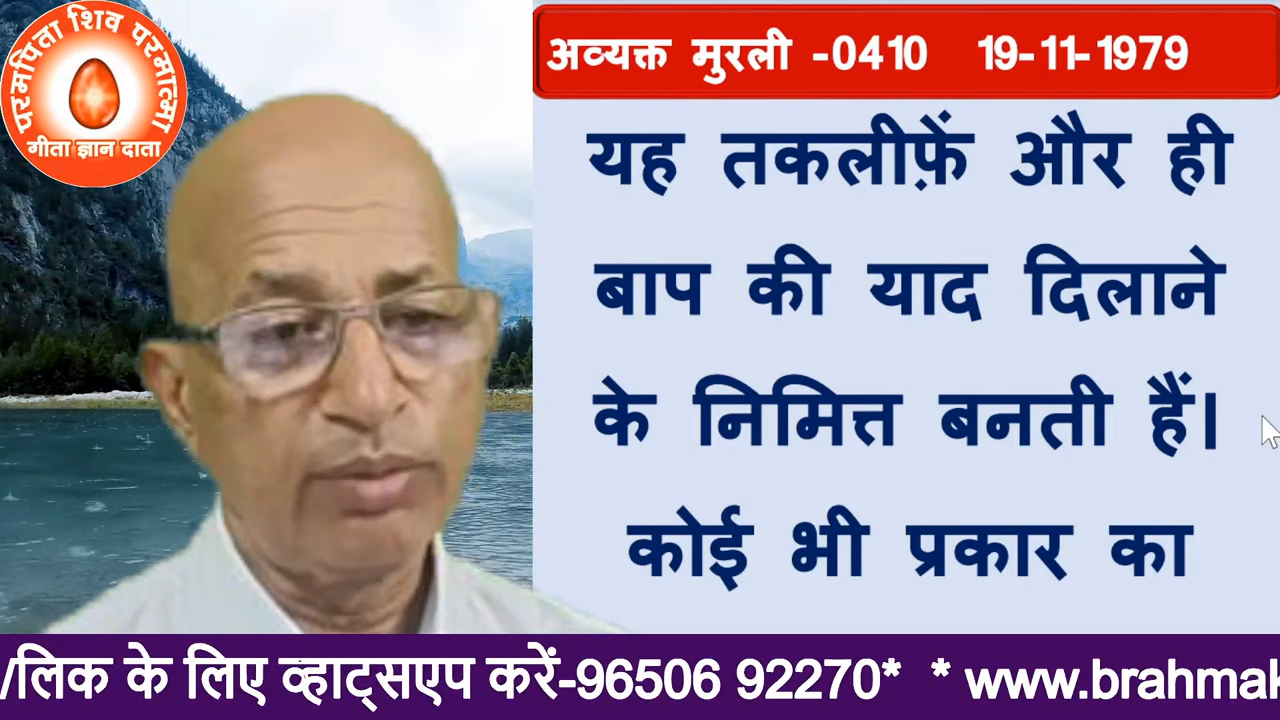 परमपिता शिव परमात्मा
गीता ज्ञान दाता
अव्यक्त मुरली -0410 19-11-1979
यह तकलीफ़ें और ही
बाप की याद दिलाने
के निमित्त बनती हैं।
कोई भी प्रकार का
/लिक के लिए व्हाट्सएप करें-96506 92270* * www.brahmak